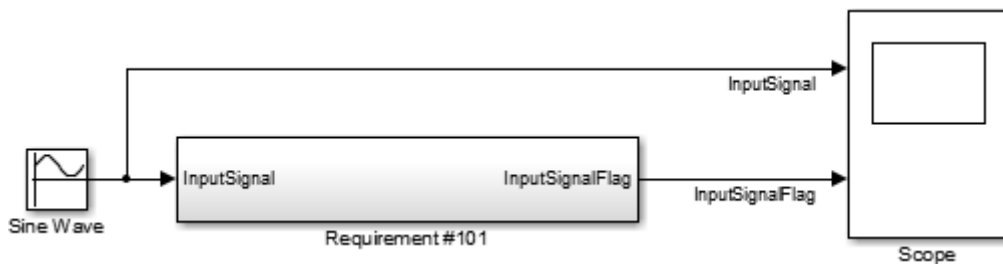 InputSignal
InputSignal
InputSignalFlag
InputSignalFlag
Sine Wave
Requirement #101
Scope